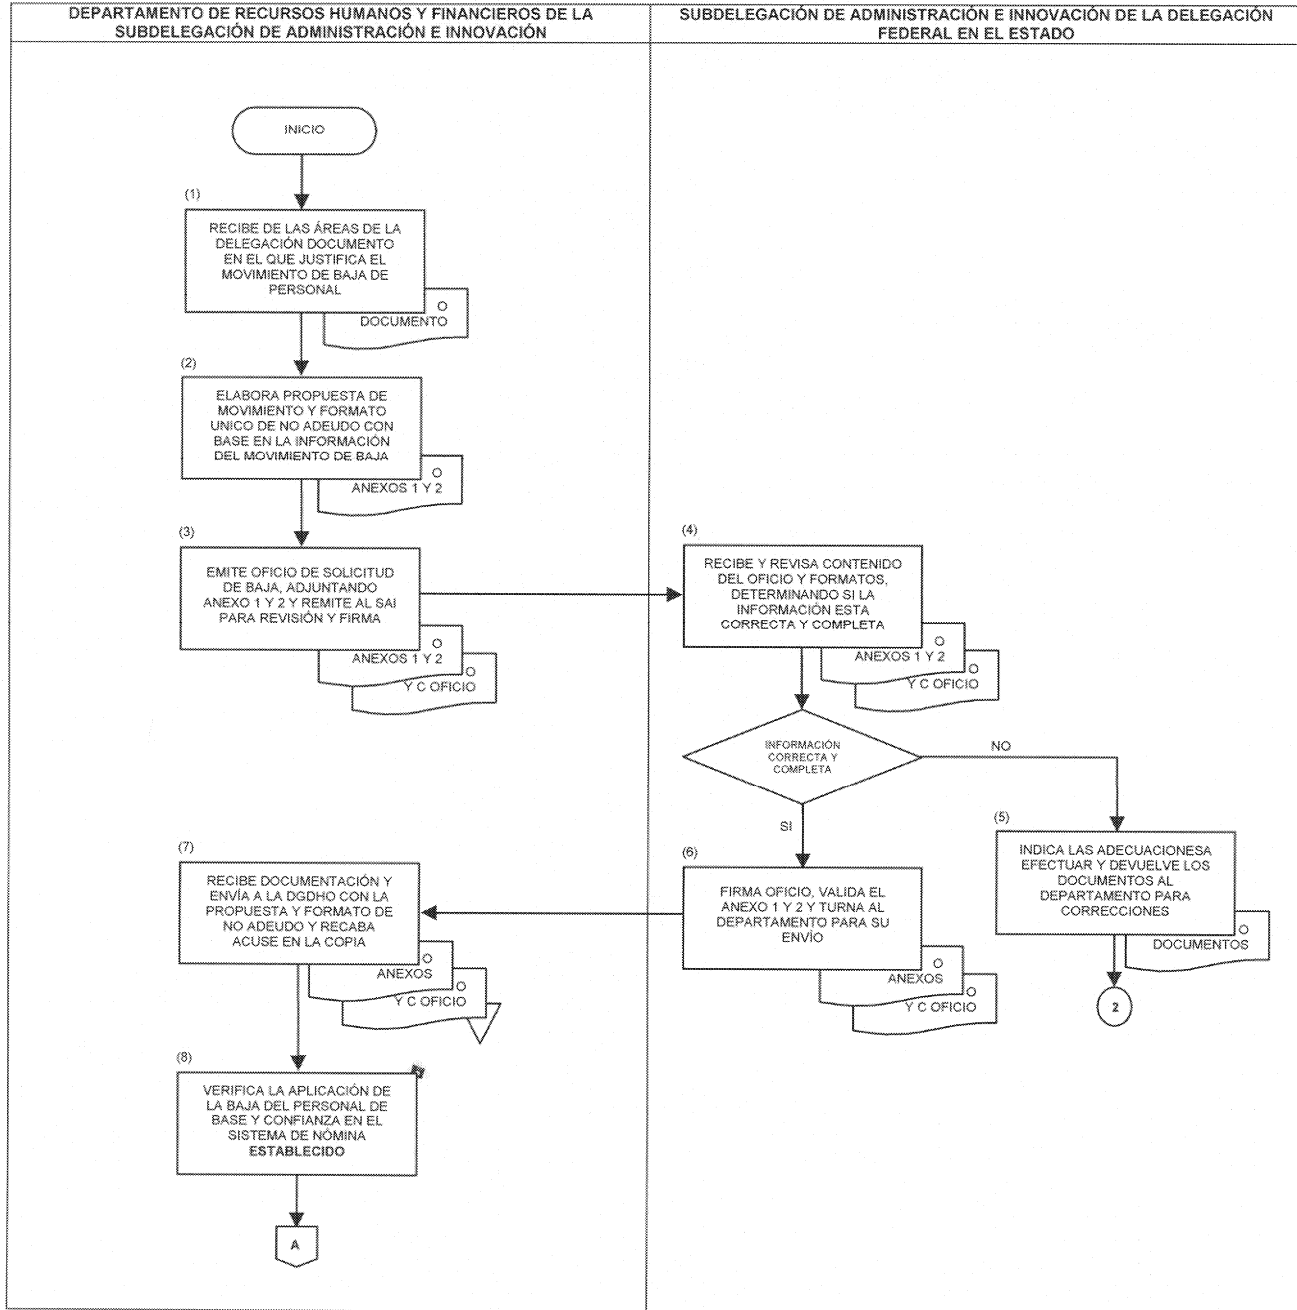 DEPARTAMENTO DE RECURSOS HUMANOS Y FINANCIEROS DE LA
SUBDELEGACIÓN DE ADMINISTRACIÓN E INNOVACIÓN
SUBDELEGACIÓN DE ADMINISTRACIÓN E INNOVACIÓN DE LA DELEGACIÓN
FEDERAL EN EL ESTADO
INICIO
(1)
RECIBE DE LAS ÁREAS DE LA
DELEGACIÓN DOCUMENTO
EN EL QUE JUSTIFICA EL
MOVIMIENTO DE BAJA DE
PERSONAL
O
DOCUMENTO
(2)
ELABORA PROPUESTA DE
MOVIMIENTO Y FORMATO
UNICO DE NO ADEUDO CON
BASE EN LA INFORMACIÓN
DEL MOVIMIENTO DE BAJA
O
ANEXOS 1 Y 2
(3)
EMITE OFICIO DE SOLICITUD
DE BAJA, ADJUNTANDO
ANEXO 1 Y 2 Y REMITE AL SAI
PARA REVISIÓN Y FIRMA
O
ANEXOS 1 Y 2
O
Y C OFICIO
(4)
RECIBE Y REVISA CONTENIDO
DEL OFICIO Y FORMATOS,
DETERMINANDO SI LA
INFORMACIÓN ESTA
CORRECTA Y COMPLETA
O
ANEXOS 1 Y 2
O
Y C OFICIO
INFORMACIÓN
CORRECTA Y
COMPLETA
NO
SI
(5)
INDICA LAS ADECUACIONESA
EFECTUAR Y DEVUELVE LOS
DOCUMENTOS AL
DEPARTAMENTO PARA
CORRECCIONES
O
DOCUMENTOS
2
(6)
FIRMA OFICIO, VALIDA EL
ANEXO 1 Y 2 Y TURNA AL
DEPARTAMENTO PARA SU
ENVÍO
O
ANEXOS
O
Y C OFICIO
(7)
RECIBE DOCUMENTACIÓN Y
ENVÍA A LA DGDHO CON LA
PROPUESTA Y FORMATO DE
NO ADEUDO Y RECABA
ACUSE EN LA COPIA
O
ANEXOS
O
Y C OFICIO
(8)
VERIFICA LA APLICACIÓN DE
LA BAJA DEL PERSONAL DE
BASE Y CONFIANZA EN EL
SISTEMA DE NÓMINA
ESTABLECIDO
A